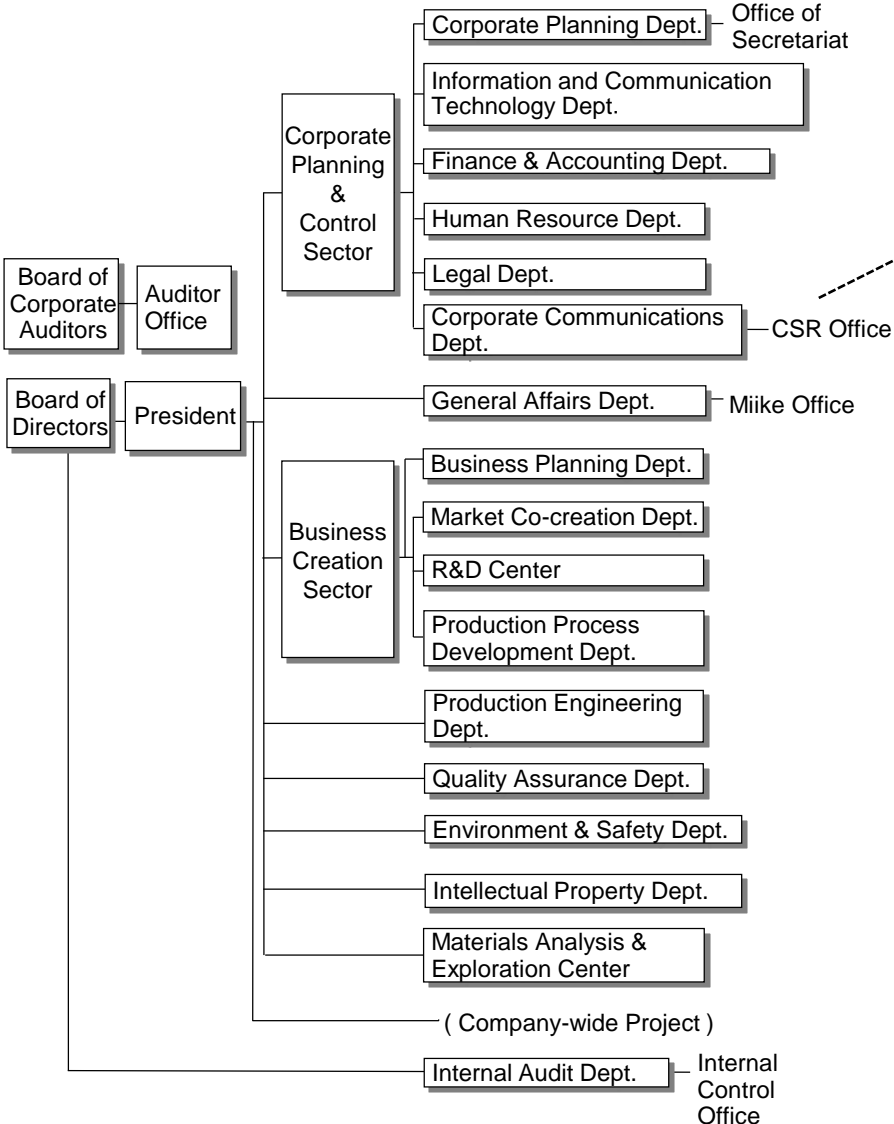 Corporate Planning Dept.
Office of
Secretariat
Information and Communication
Technology Dept.
Corporate
Planning
&
Control
Sector
Finance & Accounting Dept.
Human Resource Dept.
Legal Dept.
Corporate Communications
Dept.
CSR Office
Board of
Corporate
Auditors
Auditor
Office
Board of
Directors
President
General Affairs Dept.
Miike Office
Business
Creation
Sector
Business Planning Dept.
Market Co-creation Dept.
R&D Center
Production Process
Development Dept.
Production Engineering
Dept.
Quality Assurance Dept.
Environment & Safety Dept.
Intellectual Property Dept.
Materials Analysis &
Exploration Center
( Company-wide Project )
Internal Audit Dept.
Internal
Control
Office